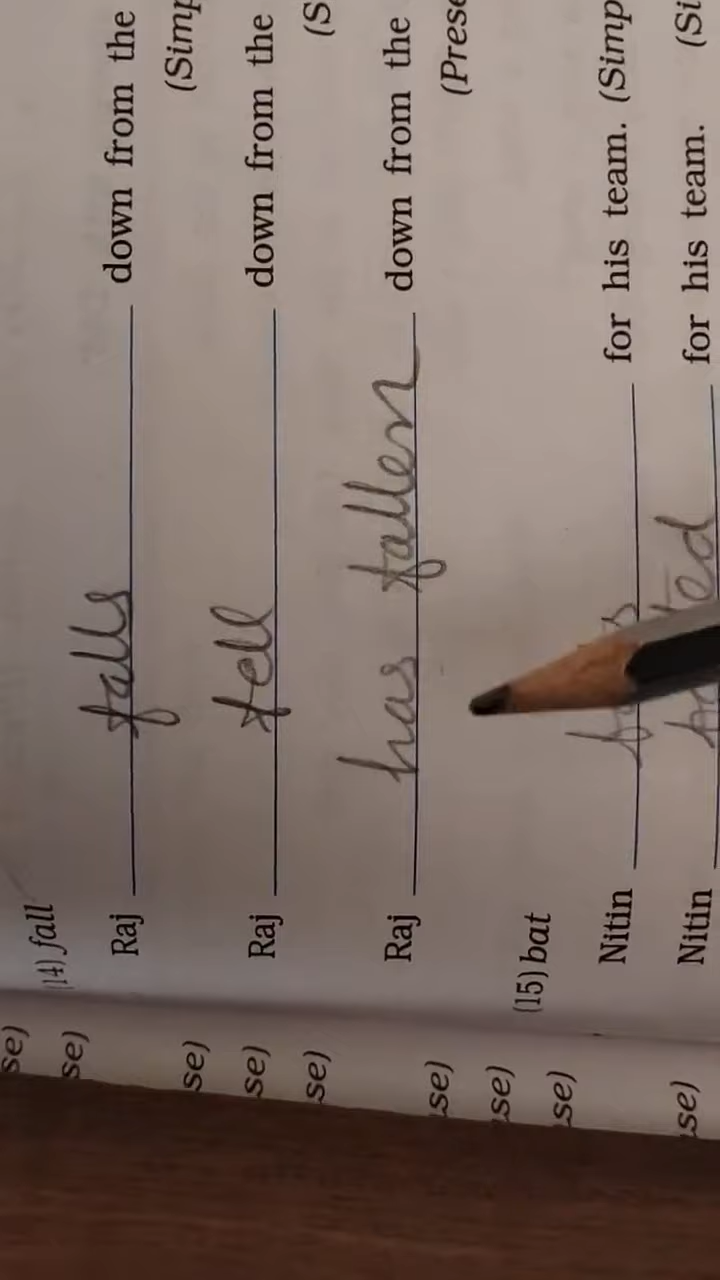 se)
se)
(14) fall
Raj falls down from the
se) (Simp
Raj fell down from the
se) (S
se)
Raj has fallen down from the
se) (Prese
se)
(15) bat
se)
Nitin for his team. (Simp
Nitin for his team. (Si
se)